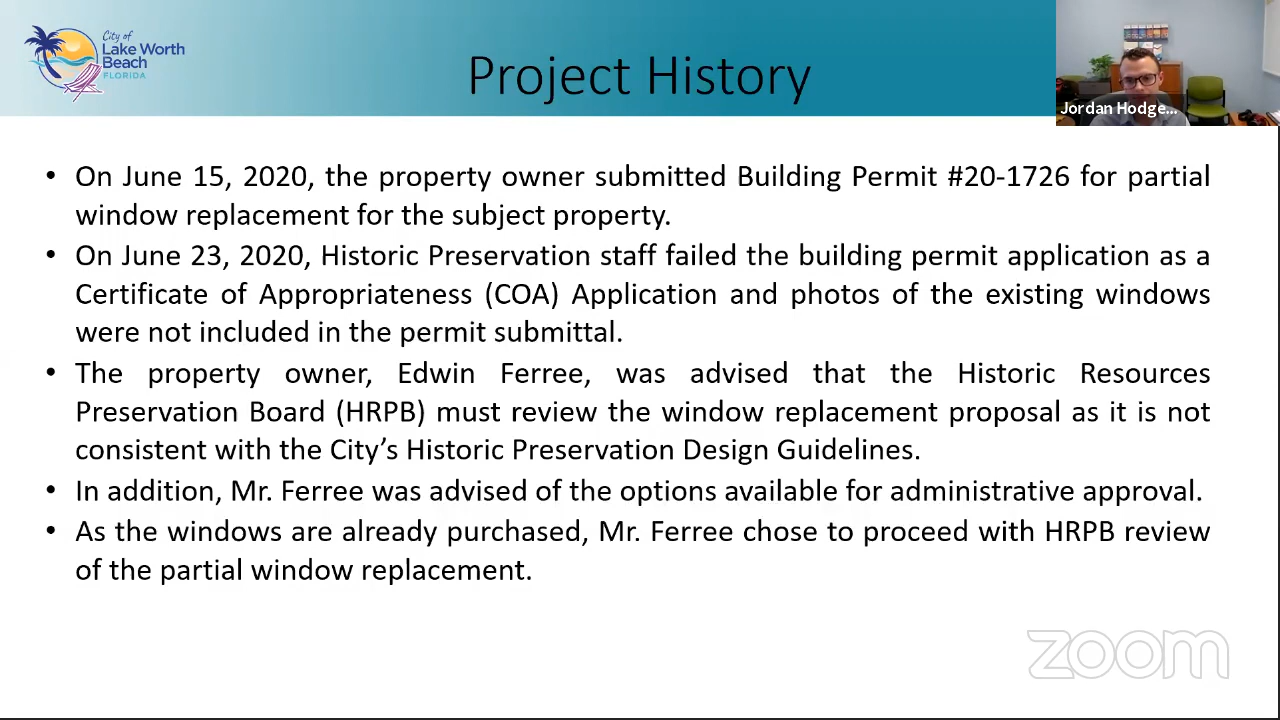 City of
Lake Worth
Beach
FLORIDA
Project History
Jordan Hodge...
• On June 15, 2020, the property owner submitted Building Permit #20-1726 for partial
window replacement for the subject property.
• On June 23, 2020, Historic Preservation staff failed the building permit application as a
Certificate of Appropriateness (COA) Application and photos of the existing windows
were not included in the permit submittal.
• The property owner, Edwin Ferree, was advised that the Historic Resources
Preservation Board (HRPB) must review the window replacement proposal as it is not
consistent with the City’s Historic Preservation Design Guidelines.
• In addition, Mr. Ferree was advised of the options available for administrative approval.
• As the windows are already purchased, Mr. Ferree chose to proceed with HRPB review
of the partial window replacement.
zoom